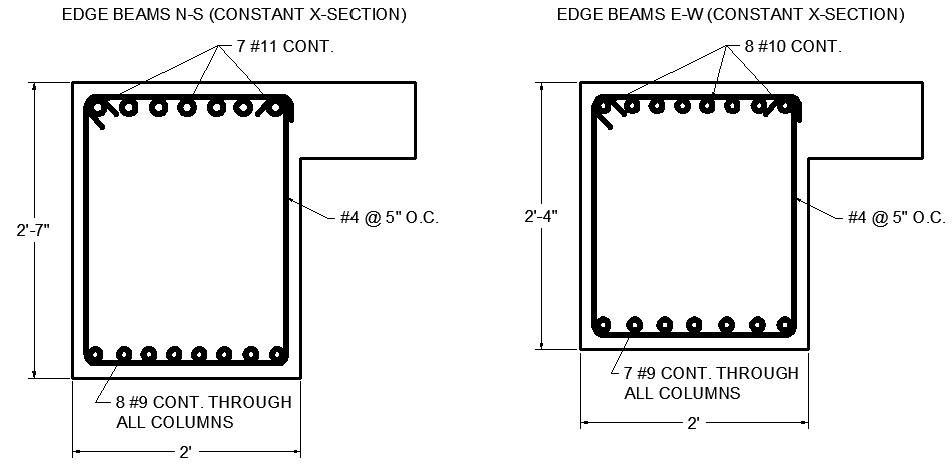 EDGE BEAMS N-S (CONSTANT X-SECTION)
7 #11 CONT.
2'-7"
#4 @ 5" O.C.
8 #9 CONT. THROUGH
ALL COLUMNS
2'
EDGE BEAMS E-W (CONSTANT X-SECTION)
8 #10 CONT.
2'-4"
#4 @ 5" O.C.
7 #9 CONT. THROUGH
ALL COLUMNS
2'